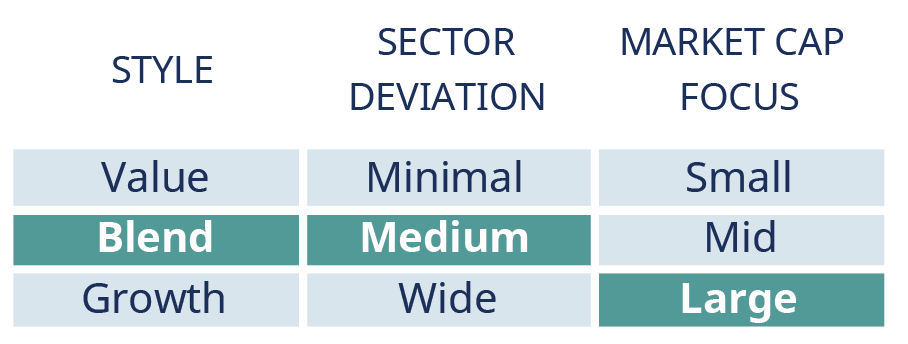 STYLE
SECTOR
DEVIATION
MARKET CAP
FOCUS
Value Minimal Small
Blend Medium Mid
Growth Wide Large